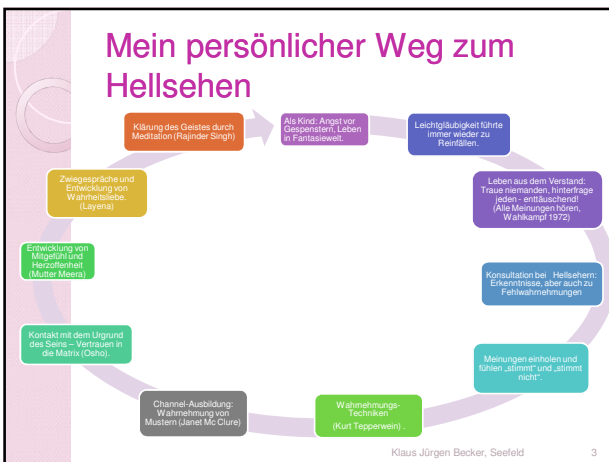 Mein persönlicher Weg zum
Hellsehen
Als Kind: Angst vor
Gespenstern, Leben
in Fantasiewelt.
Leichtgläubigkeit führte
immer wieder zu
Reinfällen.
Leben aus dem Verstand:
Traue niemanden, hinterfrage
jeden - enttäuschend!
(Alle Meinungen hören,
Wahlkampf 1972)
Konsultation bei Hellsehern:
Erkenntnisse, aber auch zu
Fehlwahrnehmungen
Meinungen einholen und
fühlen „stimmt“ und „stimmt
nicht“.
Wahrnehmungs-
Techniken
(Kurt Tepperwein) .
Channel-Ausbildung:
Wahrnehmung von
Mustern (Janet Mc Clure)
Kontakt mit dem Urgrund
des Seins – Vertrauen in
die Matrix (Osho).
Entwicklung von
Mitgefühl und
Herzoffenheit
(Mutter Meera)
Zwiegespräche und
Entwicklung von
Wahrheitsliebe.
(Layena)
Klärung des Geistes durch
Meditation (Rajinder Singh)
Klaus Jürgen Becker, Seefeld
3